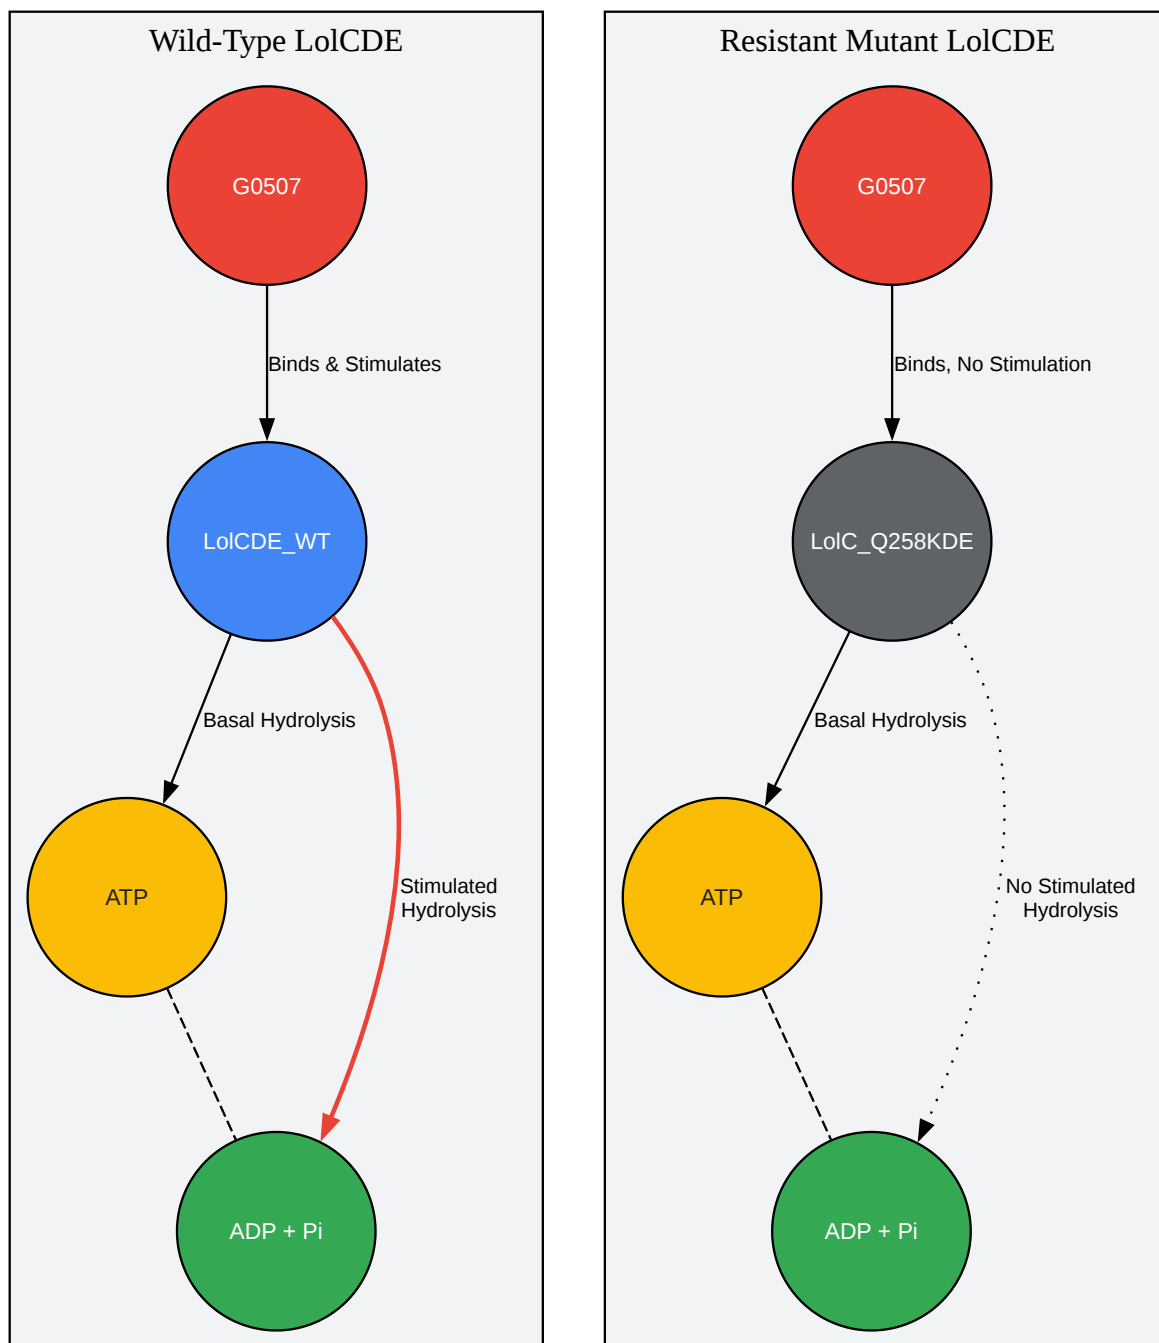 Wild-Type LolCDE
G0507
Binds & Stimulates
LolCDE_WT
Basal Hydrolysis
ATP
Stimulated
Hydrolysis
ADP + Pi
Resistant Mutant LolCDE
G0507
Binds, No Stimulation
LolC_Q258KDE
Basal Hydrolysis
ATP
No Stimulated
Hydrolysis
ADP + Pi